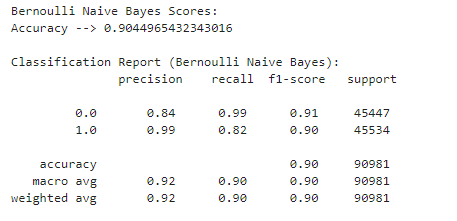 Bernoulli Naive Bayes Scores:
Accuracy --> 0.9044965432343016
Classification Report (Bernoulli Naive Bayes):
precision recall f1-score support
0.0 0.84 0.99 0.91 45447
1.0 0.99 0.82 0.90 45534
accuracy 0.90 90981
macro avg 0.92 0.90 0.90 90981
weighted avg 0.92 0.90 0.90 90981